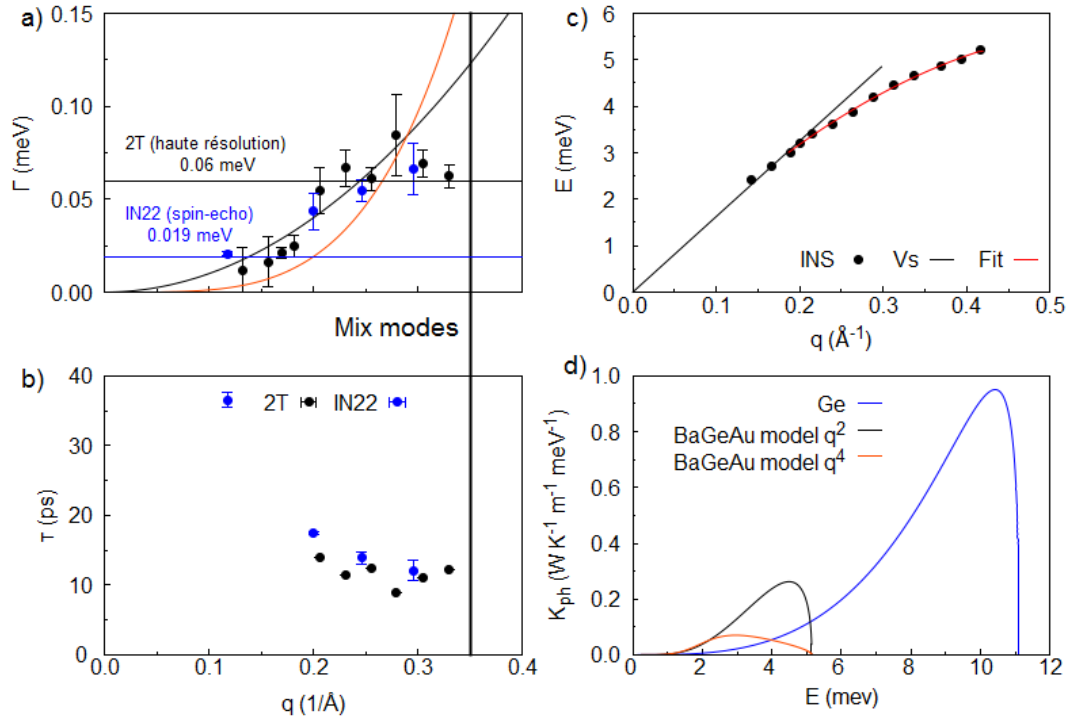 a)
0.15
0.10
0.05
0.00
Γ (meV)
2T (haute résolution)
0.06 meV
IN22 (spin-echo)
0.019 meV
Mix modes
b)
40
30
20
10
0
τ (ps)
2T
IN22
0.0
0.1
0.2
0.3
0.4
q (1/Å)
c)
6
5
4
3
2
1
0
E (meV)
INS
Vs
Fit
0.0
0.1
0.2
0.3
0.4
0.5
q (Å⁻¹)
d)
1.0
0.8
0.6
0.4
0.2
0.0
Kph (W K⁻¹ m⁻¹ meV⁻¹)
Ge
BaGeAu model q²
BaGeAu model q⁴
0
2
4
6
8
10
12
E (mev)